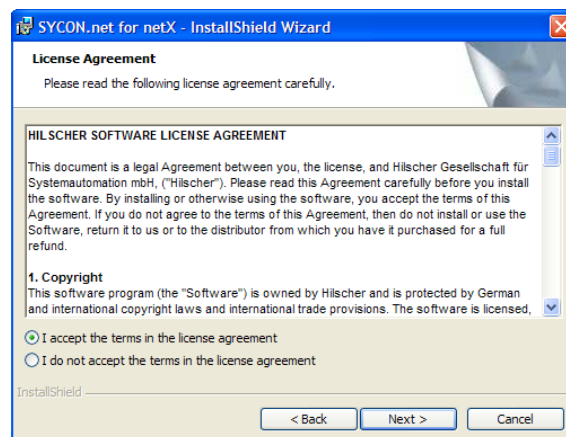 SYCON.net for netX - InstallShield Wizard
License Agreement
Please read the following license agreement carefully.
HILSCHER SOFTWARE LICENSE AGREEMENT
This document is a legal Agreement between you, the license, and Hilscher Gesellschaft für
Systemautomation mbH, ("Hilscher"). Please read this Agreement carefully before you install
the software. By installing or otherwise using the software, you accept the terms of this
Agreement. If you do not agree to the terms of this Agreement, then do not install or use the
Software, return it to us or to the distributor from which you have it purchased for a full
refund.
1. Copyright
This software program (the "Software") is owned by Hilscher and is protected by German
and international copyright laws and international trade provisions. The software is licensed,
I accept the terms in the license agreement
I do not accept the terms in the license agreement
InstallShield
< Back Next > Cancel